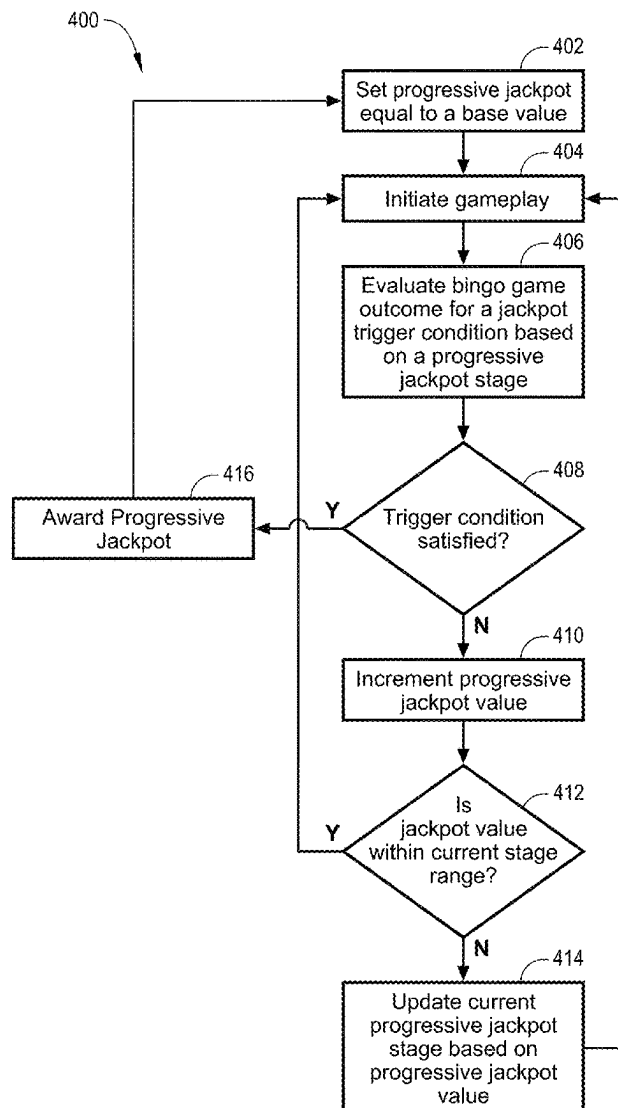 400
402
Set progressive jackpot
equal to a base value
404
Initiate gameplay
406
Evaluate bingo game
outcome for a jackpot
trigger condition based
on a progressive
jackpot stage
408
Trigger condition
satisfied?
Y
416
Award Progressive
Jackpot
N
410
Increment progressive
jackpot value
412
Is
jackpot value
within current stage
range?
Y
N
414
Update current
progressive jackpot
stage based on
progressive jackpot
value